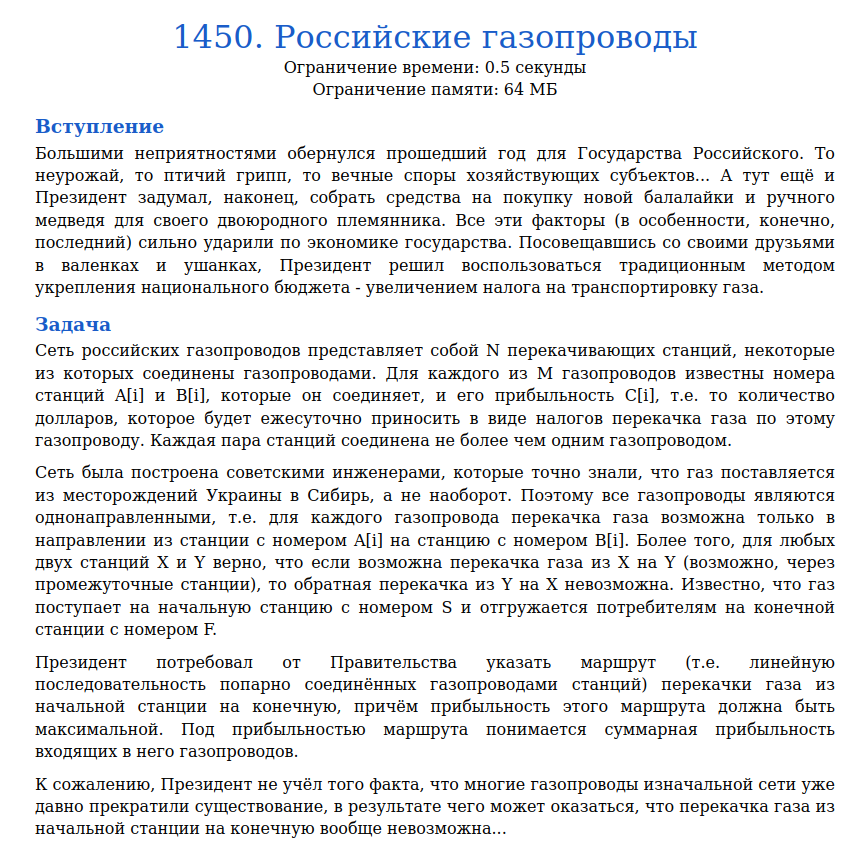 1450. Российские газопроводы
Ограничение времени: 0.5 секунды
Ограничение памяти: 64 МБ
Вступление
Большими неприятностями обернулся прошедший год для Государства Российского. То
неурожай, то птичий грипп, то вечные споры хозяйствующих субъектов... А тут ещё и
Президент задумал, наконец, собрать средства на покупку новой балалайки и ручного
медведя для своего двоюродного племянника. Все эти факторы (в особенности, конечно,
последний) сильно ударили по экономике государства. Посовещавшись со своими друзьями
в валенках и ушанках, Президент решил воспользоваться традиционным методом
укрепления национального бюджета - увеличением налога на транспортировку газа.
Задача
Сеть российских газопроводов представляет собой N перекачивающих станций, некоторые
из которых соединены газопроводами. Для каждого из M газопроводов известны номера
станций A[i] и B[i], которые он соединяет, и его прибыльность C[i], т.е. то количество
долларов, которое будет ежесуточно приносить в виде налогов перекачка газа по этому
газопроводу. Каждая пара станций соединена не более чем одним газопроводом.
Сеть была построена советскими инженерами, которые точно знали, что газ поставляется
из месторождений Украины в Сибирь, а не наоборот. Поэтому все газопроводы являются
однонаправленными, т.е. для каждого газопровода перекачка газа возможна только в
направлении из станции с номером A[i] на станцию с номером B[i]. Более того, для любых
двух станций X и Y верно, что если возможна перекачка газа из X на Y (возможно, через
промежуточные станции), то обратная перекачка из Y на X невозможна. Известно, что газ
поступает на начальную станцию с номером S и отгружается потребителям на конечной
станции с номером F.
Президент потребовал от Правительства указать маршрут (т.е. линейную
последовательность попарно соединённых газопроводами станций) перекачки газа из
начальной станции на конечную, причём прибыльность этого маршрута должна быть
максимальной. Под прибыльностью маршрута понимается суммарная прибыльность
входящих в него газопроводов.
К сожалению, Президент не учёл того факта, что многие газопроводы изначальной сети уже
давно прекратили существование, в результате чего может оказаться, что перекачка газа из
начальной станции на конечную вообще невозможна...